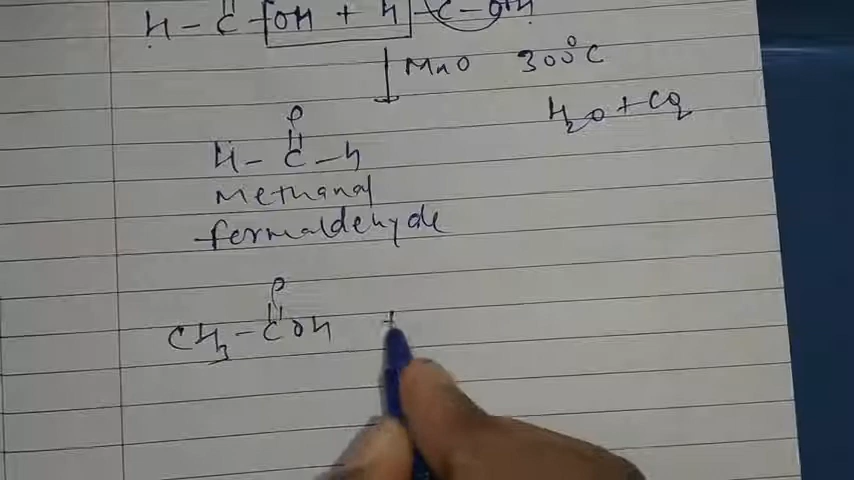 H - C - OH + H - C - OH
MnO 300°C
H2O + CO2
O
H - C - H
Methanal
formaldehyde
O
CH3 - C OH +